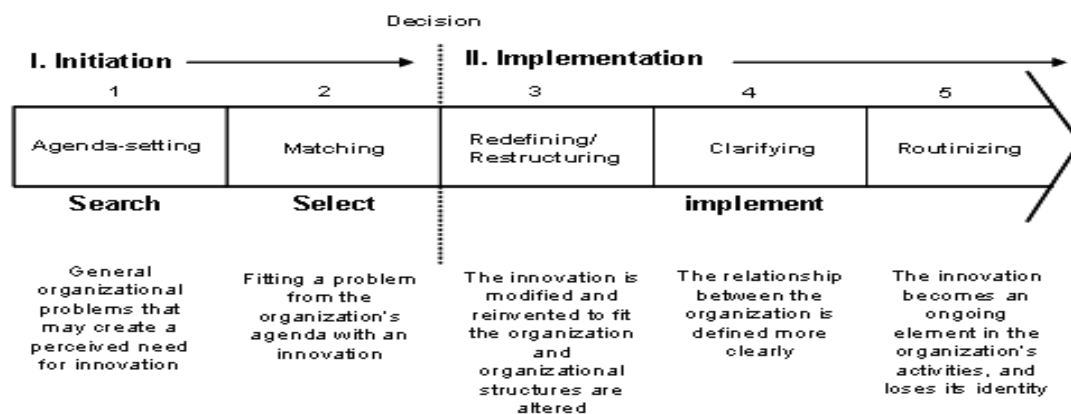 Decision
I. Initiation
II. Implementation
1
2
3
4
5
Agenda-setting
Matching
Redefining/
Restructuring
Clarifying
Routinizing
Search
Select
implement
General
organizational
problems that
may create a
perceived need
for innovation
Fitting a problem
from the
organization's
agenda with an
innovation
The innovation is
modified and
reinvented to fit
the organization
and
organizational
structures are
altered
The relationship
between the
organization is
defined more
clearly
The innovation
becomes an
ongoing
element in the
organization's
activities, and
loses its identity